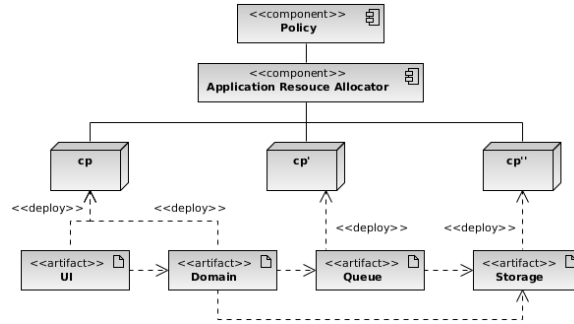 <<component>>
Policy
<<component>>
Application Resouce Allocator
cp
cp'
cp''
<<deploy>>
<<deploy>>
<<deploy>>
<<deploy>>
<<artifact>>
UI
<<artifact>>
Domain
<<artifact>>
Queue
<<artifact>>
Storage